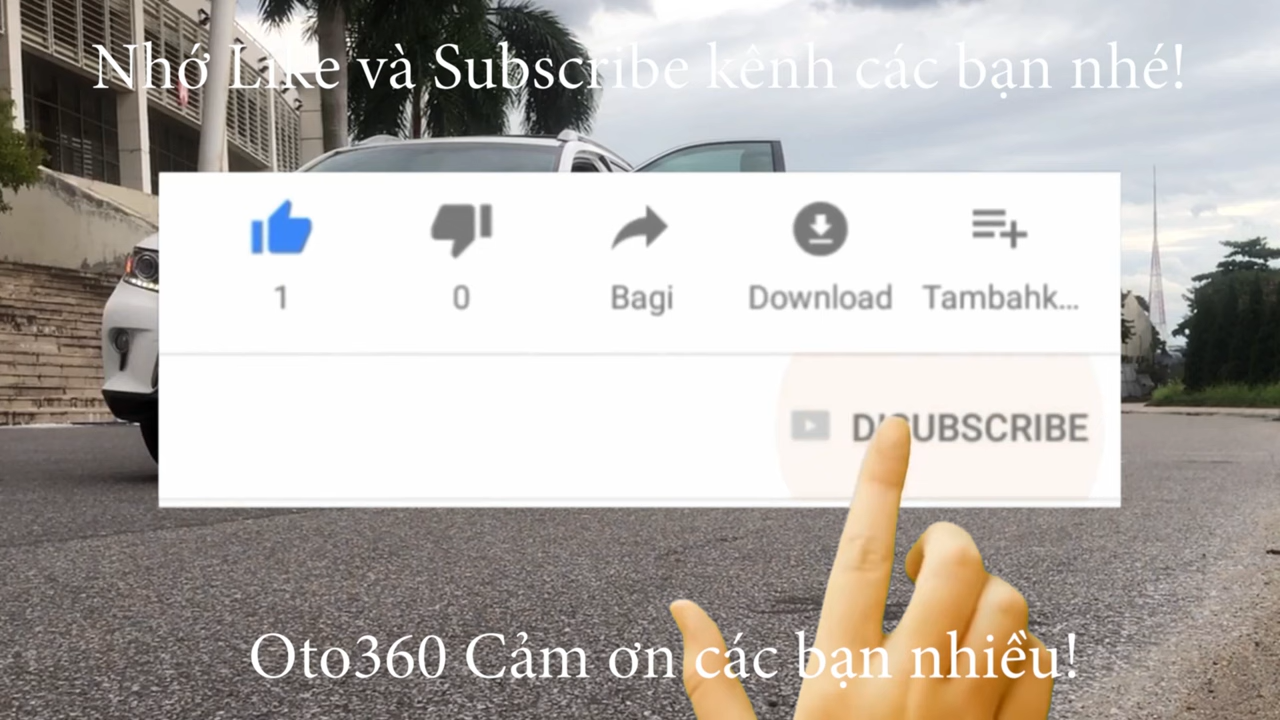 Nhớ Like và Subscribe kênh các bạn nhé!
1 0 Bagi Download Tambahk...
Oto360 Cảm ơn các bạn nhiều!